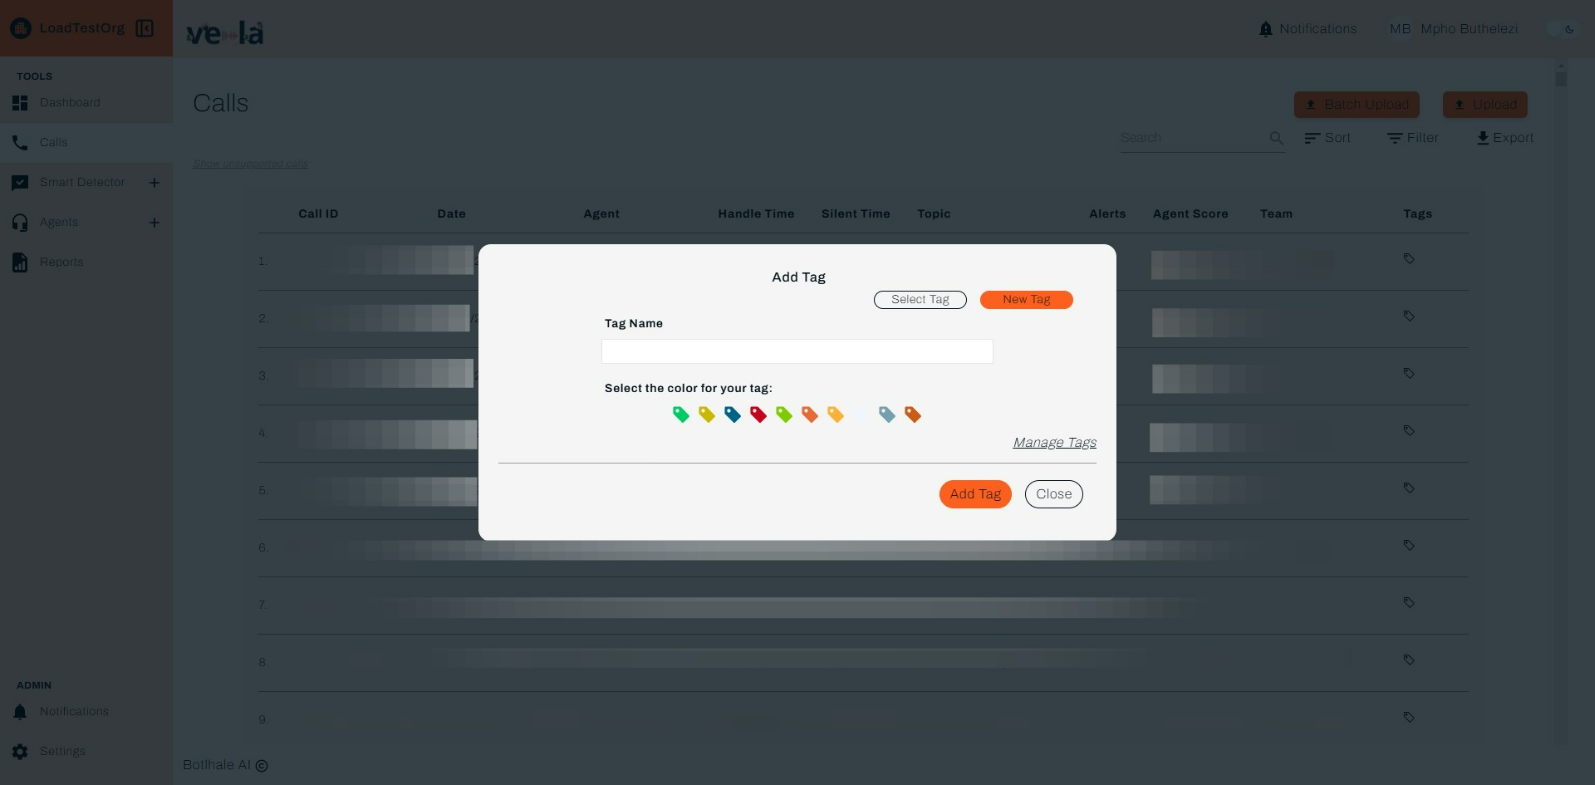 LoadTestOrg
vela
Notifications
MB Mpho Buthelezi
TOOLS
Dashboard
Calls
Smart Detector +
Agents +
Reports
ADMIN
Notifications
Settings
Calls
Batch Upload
Upload
Search
Sort
Filter
Export
Show unsupported calls
Call ID Date Agent Handle Time Silent Time Topic Alerts Agent Score Team Tags
1.
2.
3.
4.
5.
6.
7.
8.
9.
Add Tag
Select Tag
New Tag
Tag Name
Select the color for your tag:
Manage Tags
Add Tag
Close
Botlhale AI ©